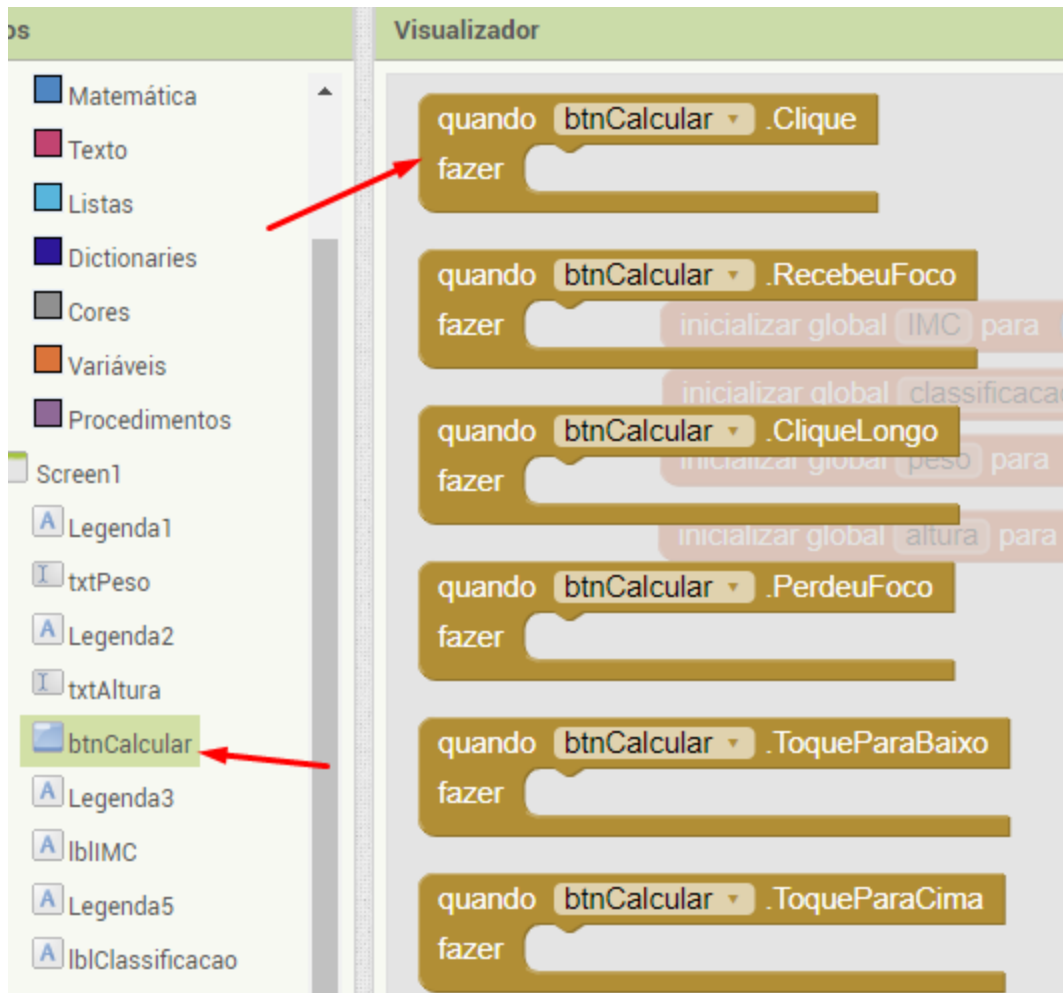 os
Matemática
Texto
Listas
Dictionaries
Cores
Variáveis
Procedimentos
Screen1
Legenda1
txtPeso
Legenda2
txtAltura
btnCalcular
Legenda3
lblIMC
Legenda5
lblClassificacao
Visualizador
quando btnCalcular .Clique
fazer
quando btnCalcular .RecebeuFoco
fazer
inicializar global IMC para
inicializar global classificacao
quando btnCalcular .CliqueLongo
inicializar global peso para
fazer
inicializar global altura para
quando btnCalcular .PerdeuFoco
fazer
quando btnCalcular .ToqueParaBaixo
fazer
quando btnCalcular .ToqueParaCima
fazer